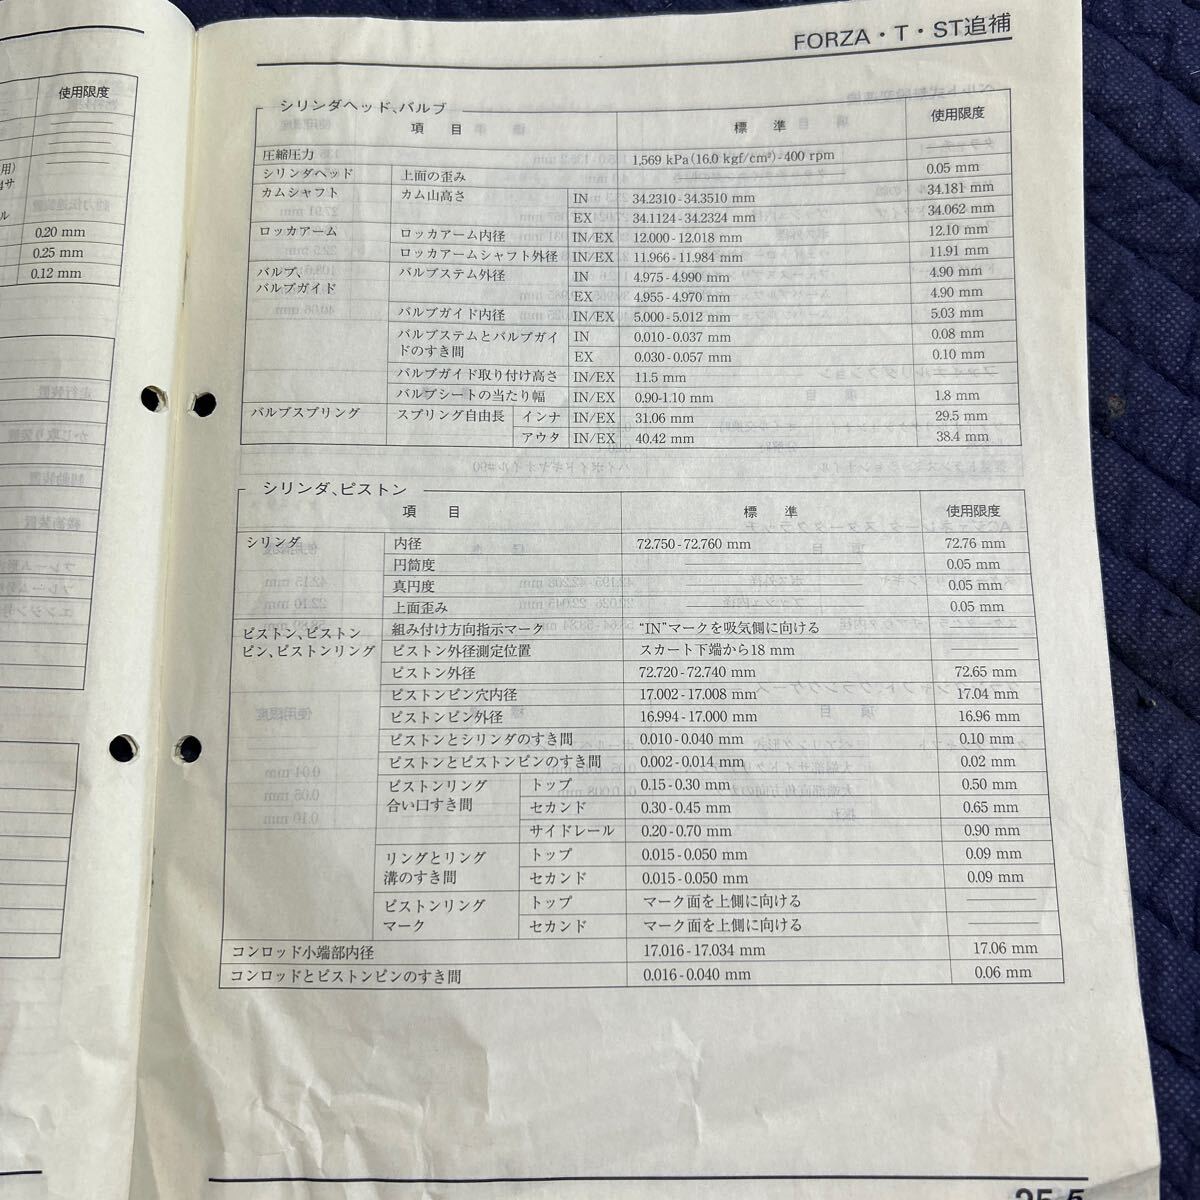 FORZA・T・ST追補
使用限度
0.20 mm
0.25 mm
0.12 mm
シリンダヘッド、バルブ
項 目 標 準 使用限度
圧縮圧力 1,569 kPa (16.0 kgf/cm²) - 400 rpm
シリンダヘッド 上面の歪み 0.05 mm
カムシャフト カム山高さ IN 34.2310 - 34.3510 mm 34.181 mm
EX 34.1124 - 34.2324 mm 34.062 mm
ロッカアーム ロッカアーム内径 IN/EX 12.000 - 12.018 mm 12.10 mm
ロッカアームシャフト外径 IN/EX 11.966 - 11.984 mm 11.91 mm
バルブ、バルブガイド バルブステム外径 IN 4.975 - 4.990 mm 4.90 mm
EX 4.955 - 4.970 mm 4.90 mm
バルブガイド内径 IN/EX 5.000 - 5.012 mm 5.03 mm
バルブステムとバルブガイドのすき間 IN 0.010 - 0.037 mm 0.08 mm
EX 0.030 - 0.057 mm 0.10 mm
バルブガイド取り付け高さ IN/EX 11.5 mm
バルブシートの当たり幅 IN/EX 0.90-1.10 mm 1.8 mm
バルブスプリング スプリング自由長 インナ IN/EX 31.06 mm 29.5 mm
アウタ IN/EX 40.42 mm 38.4 mm
シリンダ、ピストン
項 目 標 準 使用限度
シリンダ 内径 72.750 - 72.760 mm 72.76 mm
円筒度 0.05 mm
真円度 0.05 mm
上面歪み 0.05 mm
ピストン、ピストンピン、ピストンリング 組み付け方向指示マーク “IN”マークを吸気側に向ける
ピストン外径測定位置 スカート下端から18 mm
ピストン外径 72.720 - 72.740 mm 72.65 mm
ピストンピン穴内径 17.002 - 17.008 mm 17.04 mm
ピストンピン外径 16.994 - 17.000 mm 16.96 mm
ピストンとシリンダのすき間 0.010 - 0.040 mm 0.10 mm
ピストンとピストンピンのすき間 0.002 - 0.014 mm 0.02 mm
ピストンリング合い口すき間 トップ 0.15 - 0.30 mm 0.50 mm
セカンド 0.30 - 0.45 mm 0.65 mm
サイドレール 0.20 - 0.70 mm 0.90 mm
リングとリング溝のすき間 トップ 0.015 - 0.050 mm 0.09 mm
セカンド 0.015 - 0.050 mm 0.09 mm
ピストンリングマーク トップ マーク面を上側に向ける
セカンド マーク面を上側に向ける
コンロッド小端部内径 17.016 - 17.034 mm 17.06 mm
コンロッドとピストンピンのすき間 0.016 - 0.040 mm 0.06 mm